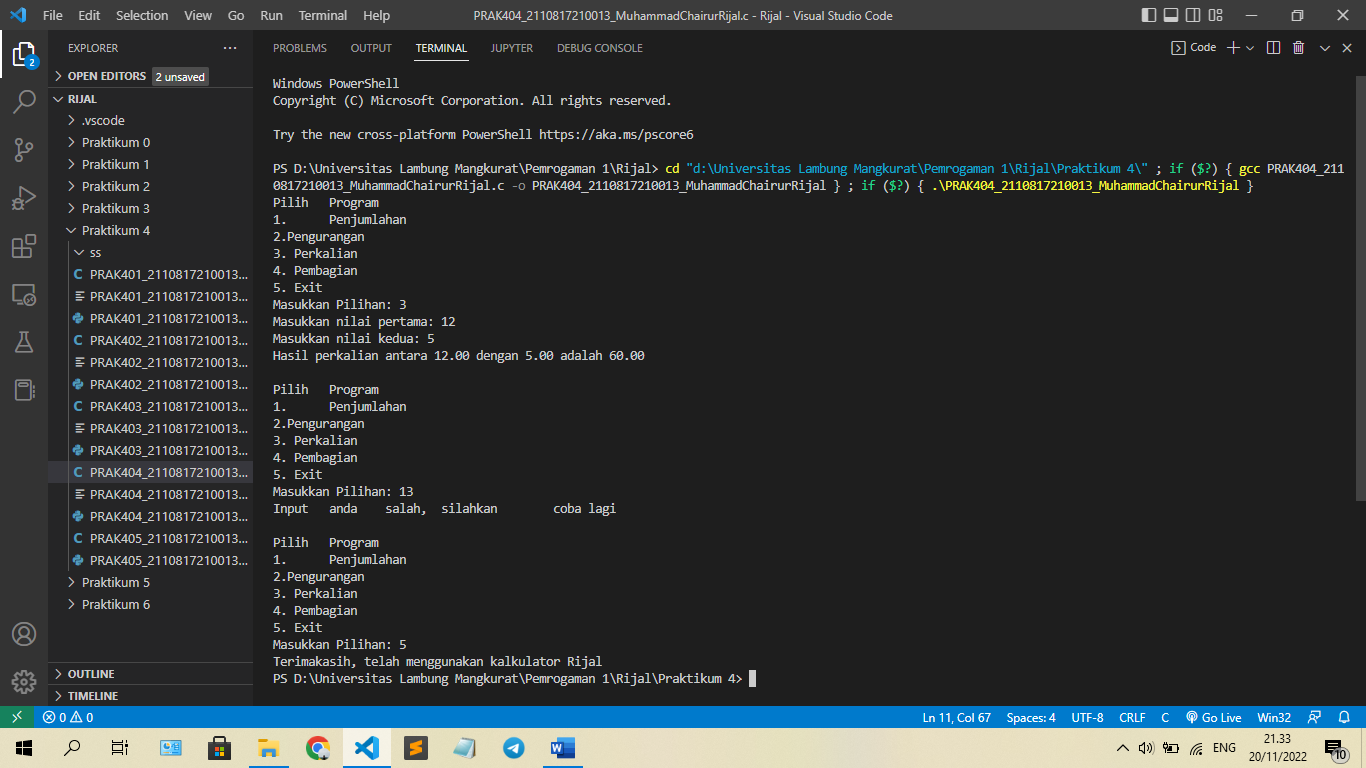 File Edit Selection View Go Run Terminal Help PRAK404_2110817210013_MuhammadChairurRijal.c - Rijal - Visual Studio Code
EXPLORER ...
OPEN EDITORS 2 unsaved
RIJAL
.vscode
Praktikum 0
Praktikum 1
Praktikum 2
Praktikum 3
Praktikum 4
ss
C PRAK401_2110817210013...
PRAK401_2110817210013...
PRAK401_2110817210013...
C PRAK402_2110817210013...
PRAK402_2110817210013...
PRAK402_2110817210013...
C PRAK403_2110817210013...
PRAK403_2110817210013...
PRAK403_2110817210013...
C PRAK404_2110817210013...
PRAK404_2110817210013...
PRAK404_2110817210013...
C PRAK405_2110817210013...
PRAK405_2110817210013...
Praktikum 5
Praktikum 6
OUTLINE
TIMELINE
2
PROBLEMS OUTPUT TERMINAL JUPYTER DEBUG CONSOLE Code
Windows PowerShell
Copyright (C) Microsoft Corporation. All rights reserved.
Try the new cross-platform PowerShell https://aka.ms/pscore6
PS D:\Universitas Lambung Mangkurat\Pemrogaman 1\Rijal> cd "d:\Universitas Lambung Mangkurat\Pemrogaman 1\Rijal\Praktikum 4\" ; if ($?) { gcc PRAK404_211
0817210013_MuhammadChairurRijal.c -o PRAK404_2110817210013_MuhammadChairurRijal } ; if ($?) { .\PRAK404_2110817210013_MuhammadChairurRijal }
Pilih Program
1. Penjumlahan
2.Pengurangan
3. Perkalian
4. Pembagian
5. Exit
Masukkan Pilihan: 3
Masukkan nilai pertama: 12
Masukkan nilai kedua: 5
Hasil perkalian antara 12.00 dengan 5.00 adalah 60.00
Pilih Program
1. Penjumlahan
2.Pengurangan
3. Perkalian
4. Pembagian
5. Exit
Masukkan Pilihan: 13
Input anda salah, silahkan coba lagi
Pilih Program
1. Penjumlahan
2.Pengurangan
3. Perkalian
4. Pembagian
5. Exit
Masukkan Pilihan: 5
Terimakasih, telah menggunakan kalkulator Rijal
PS D:\Universitas Lambung Mangkurat\Pemrogaman 1\Rijal\Praktikum 4>
0 0 Ln 11, Col 67 Spaces: 4 UTF-8 CRLF C Go Live Win32
ENG 21.33
20/11/2022 10